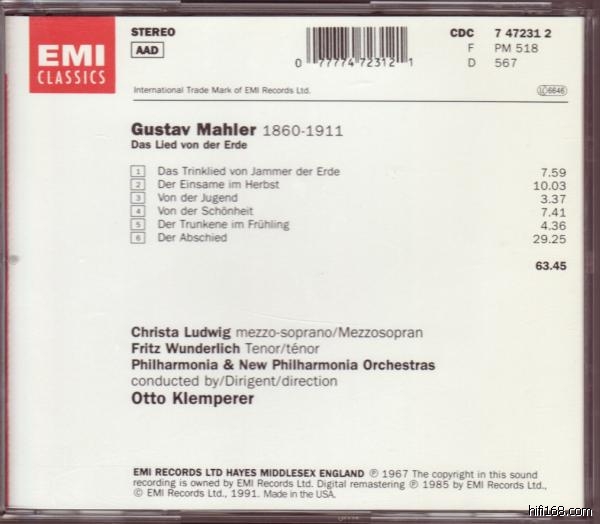 EMI
CLASSICS
STEREO
AAD
0 77774 72312 1
CDC 7 47231 2
F PM 518
D 567
International Trade Mark of EMI Records Ltd.
LC 6646
Gustav Mahler 1860-1911
Das Lied von der Erde
1 Das Trinklied von Jammer der Erde 7.59
2 Der Einsame im Herbst 10.03
3 Von der Jugend 3.37
4 Von der Schönheit 7.41
5 Der Trunkene im Frühling 4.36
6 Der Abschied 29.25
63.45
Christa Ludwig mezzo-soprano/Mezzosopran
Fritz Wunderlich Tenor/ténor
Philharmonia & New Philharmonia Orchestras
conducted by/Dirigent/direction
Otto Klemperer
EMI RECORDS LTD HAYES MIDDLESEX ENGLAND ℗ 1967 The copyright in this sound
recording is owned by EMI Records Ltd. Digital remastering ℗ 1985 by EMI Records Ltd.,
© EMI Records Ltd., 1991. Made in the USA.
hifi168.com